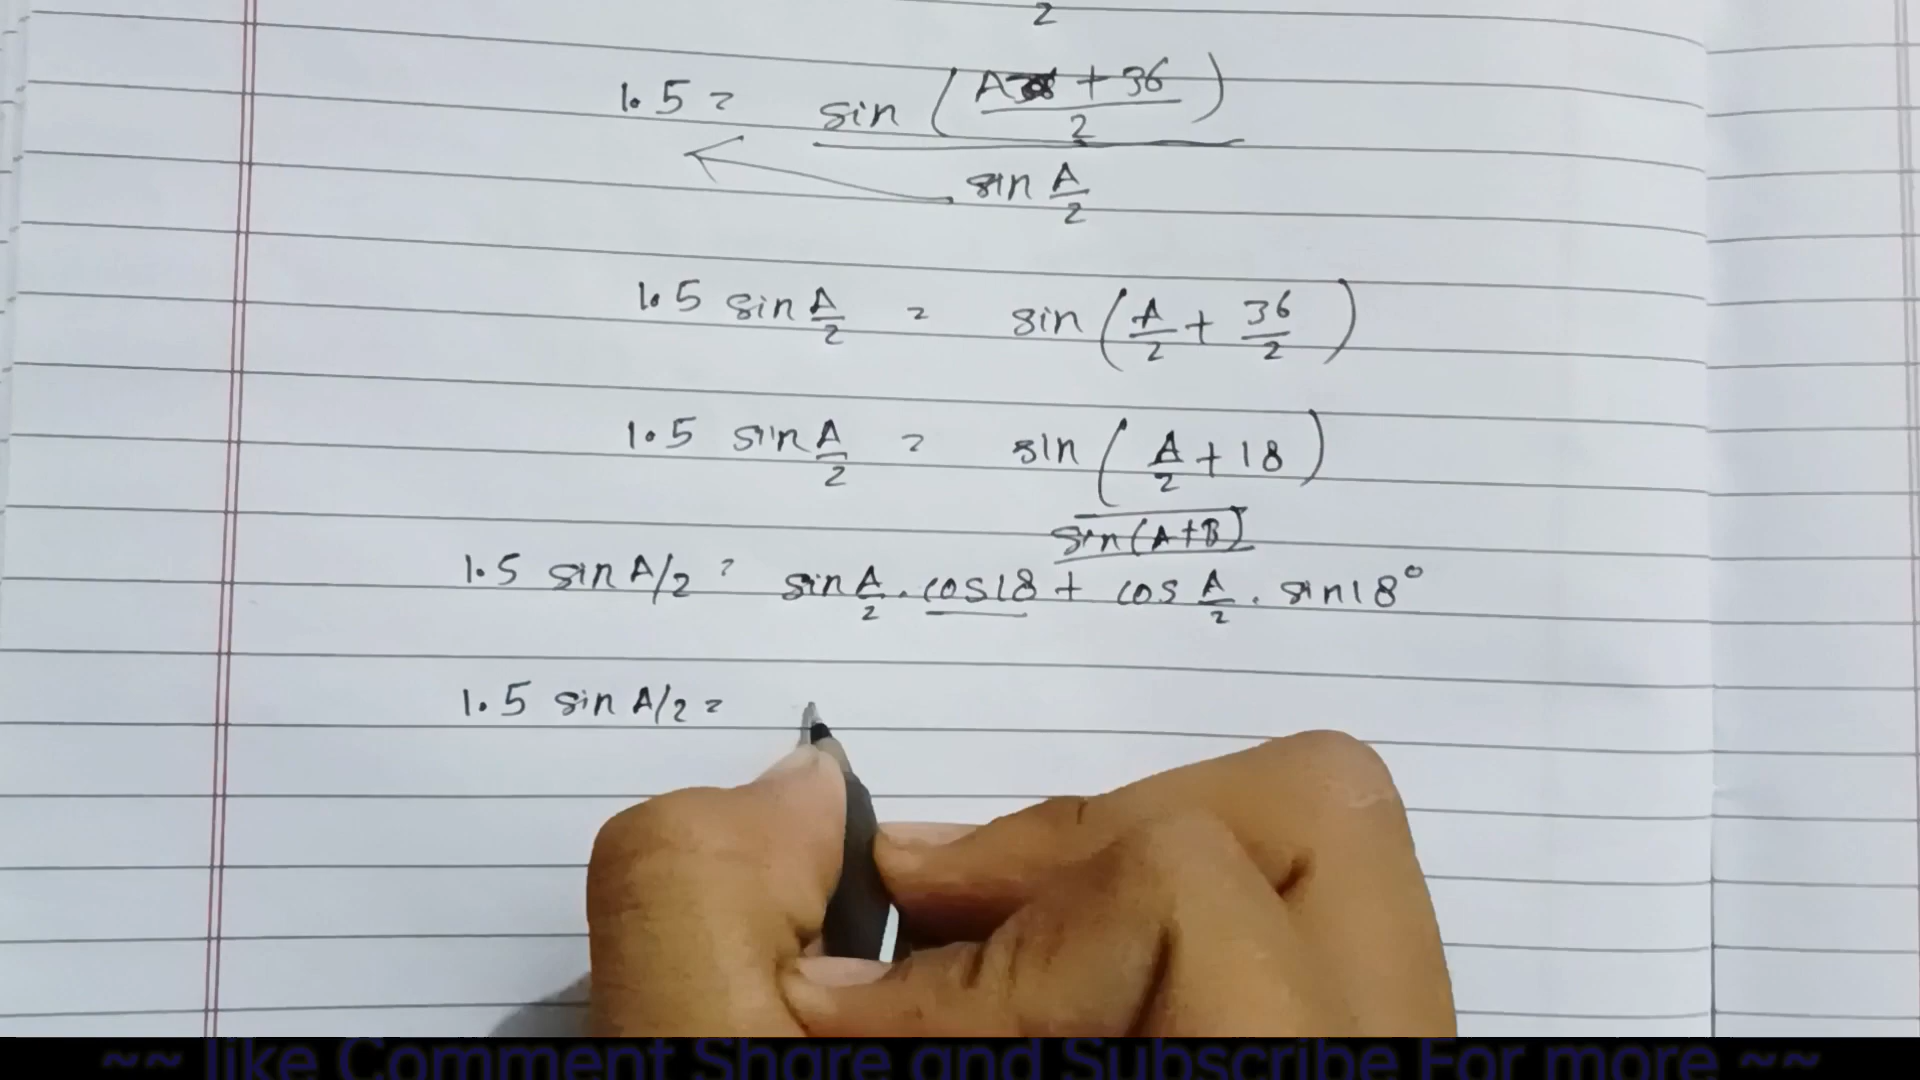 2
1.5 = sin (A + 36 / 2) / sin A/2
1.5 sin A/2 = sin (A/2 + 36/2)
1.5 sin A/2 = sin (A/2 + 18)
sin(A+B)
1.5 sin A/2 = sin A/2 . cos18 + cos A/2 . sin18°
1.5 sin A/2 =
~~ like Comment Share and Subscribe For more ~~